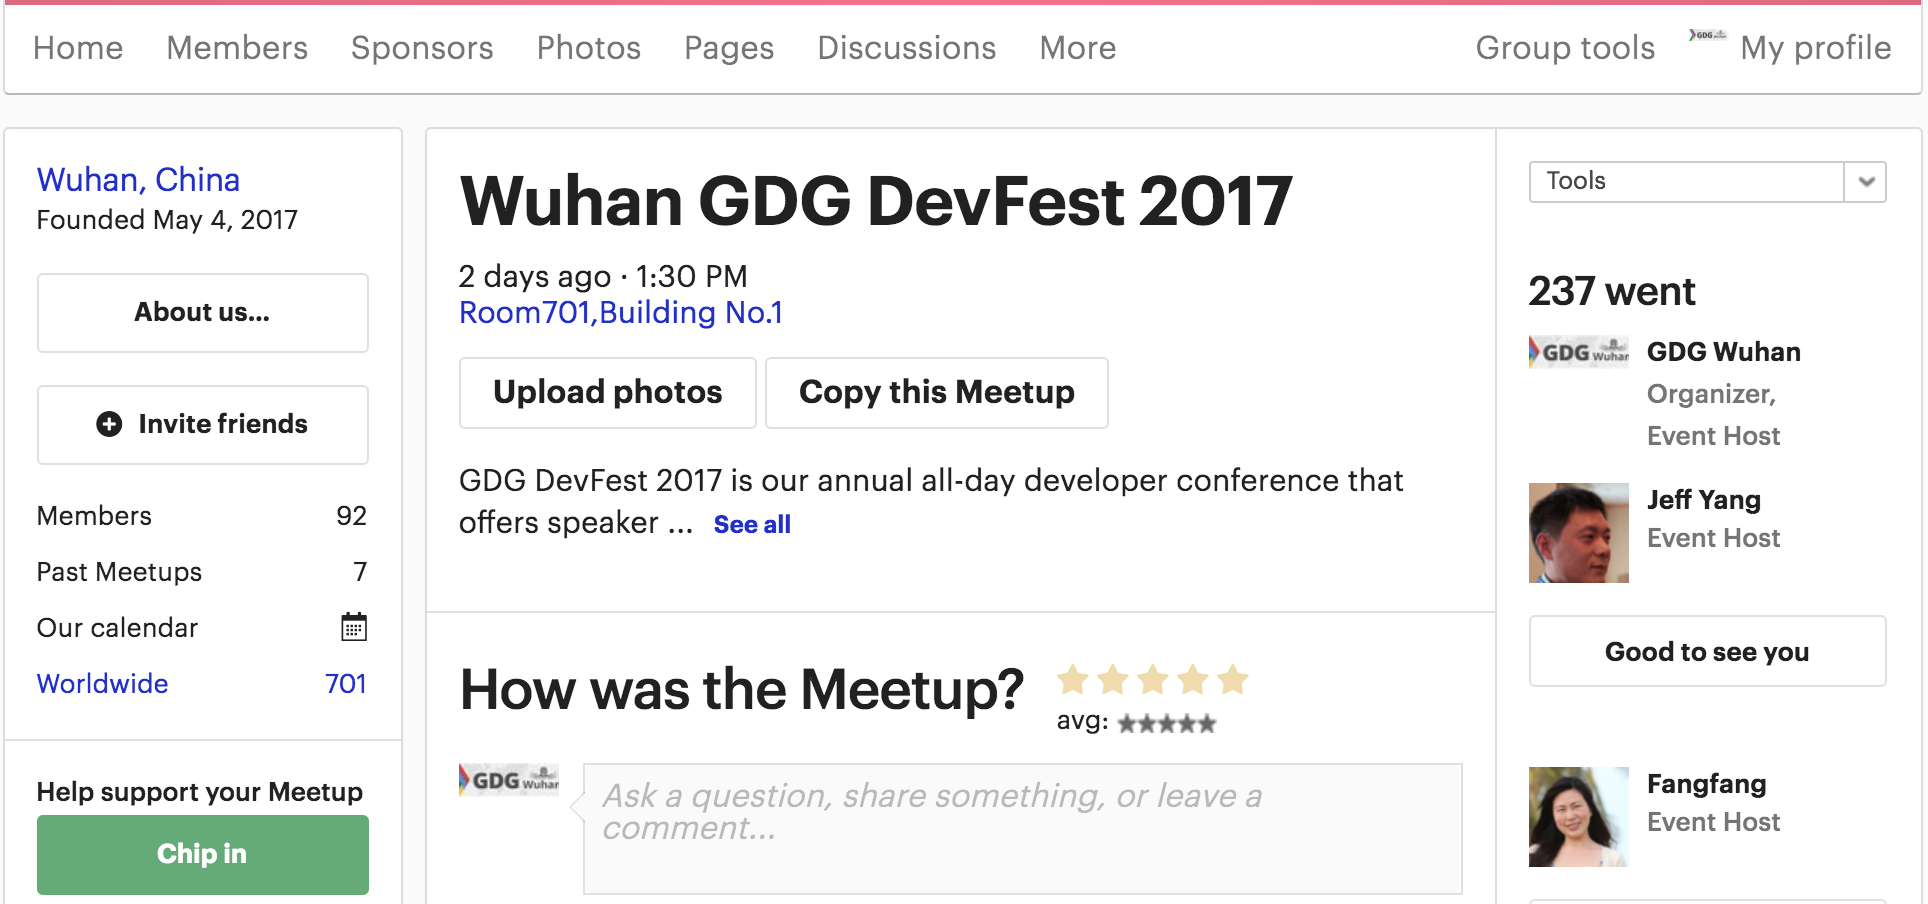 Home Members Sponsors Photos Pages Discussions More Group tools GDG My profile
Wuhan, China
Founded May 4, 2017
About us...
Invite friends
Members 92
Past Meetups 7
Our calendar
Worldwide 701
Help support your Meetup
Chip in
Wuhan GDG DevFest 2017
2 days ago · 1:30 PM
Room701,Building No.1
Upload photos Copy this Meetup
GDG DevFest 2017 is our annual all-day developer conference that
offers speaker ... See all
How was the Meetup?
avg:
GDG Wuhan
Ask a question, share something, or leave a
comment...
Tools
237 went
GDG Wuhan
GDG Wuhan
Organizer,
Event Host
Jeff Yang
Event Host
Good to see you
Fangfang
Event Host